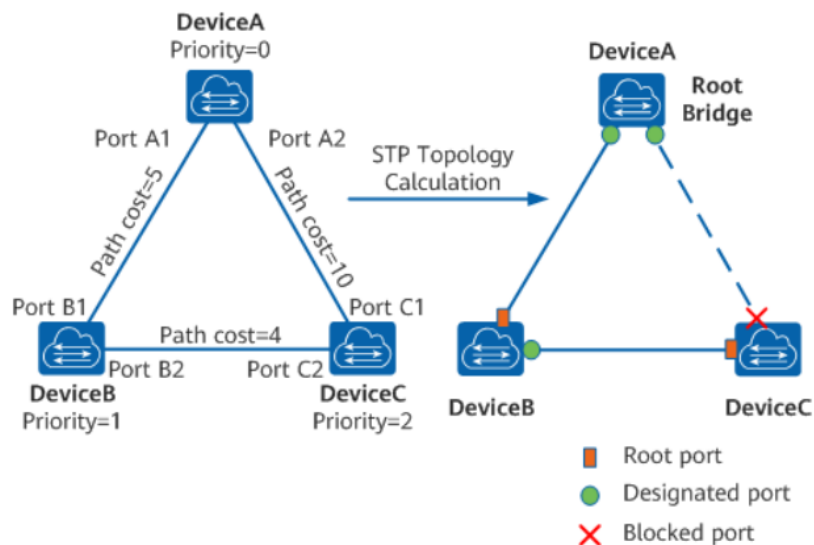 DeviceA
Priority=0
Port A1
Port A2
Path cost=5
Path cost=10
Port B1
Port C1
Path cost=4
Port B2
Port C2
DeviceB
Priority=1
DeviceC
Priority=2
STP Topology
Calculation
DeviceA
Root
Bridge
DeviceB
DeviceC
Root port
Designated port
Blocked port